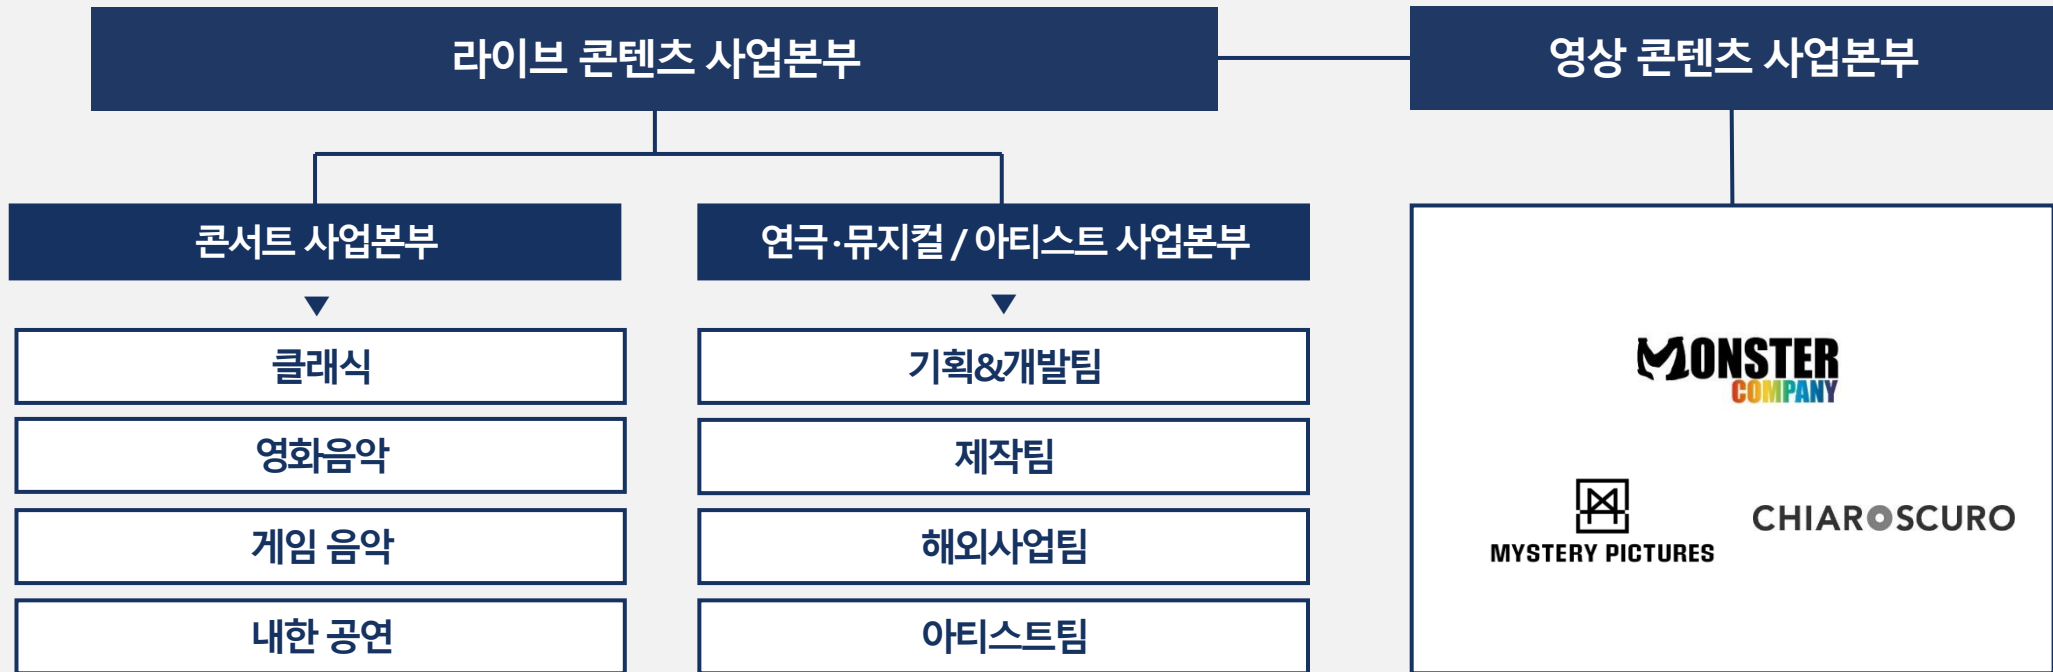 라이브 콘텐츠 사업본부
영상 콘텐츠 사업본부
콘서트 사업본부
클래식
영화음악
게임 음악
내한 공연
연극·뮤지컬 / 아티스트 사업본부
기획&개발팀
제작팀
해외사업팀
아티스트팀
MONSTER
COMPANY
MYSTERY PICTURES
CHIAROSCURO